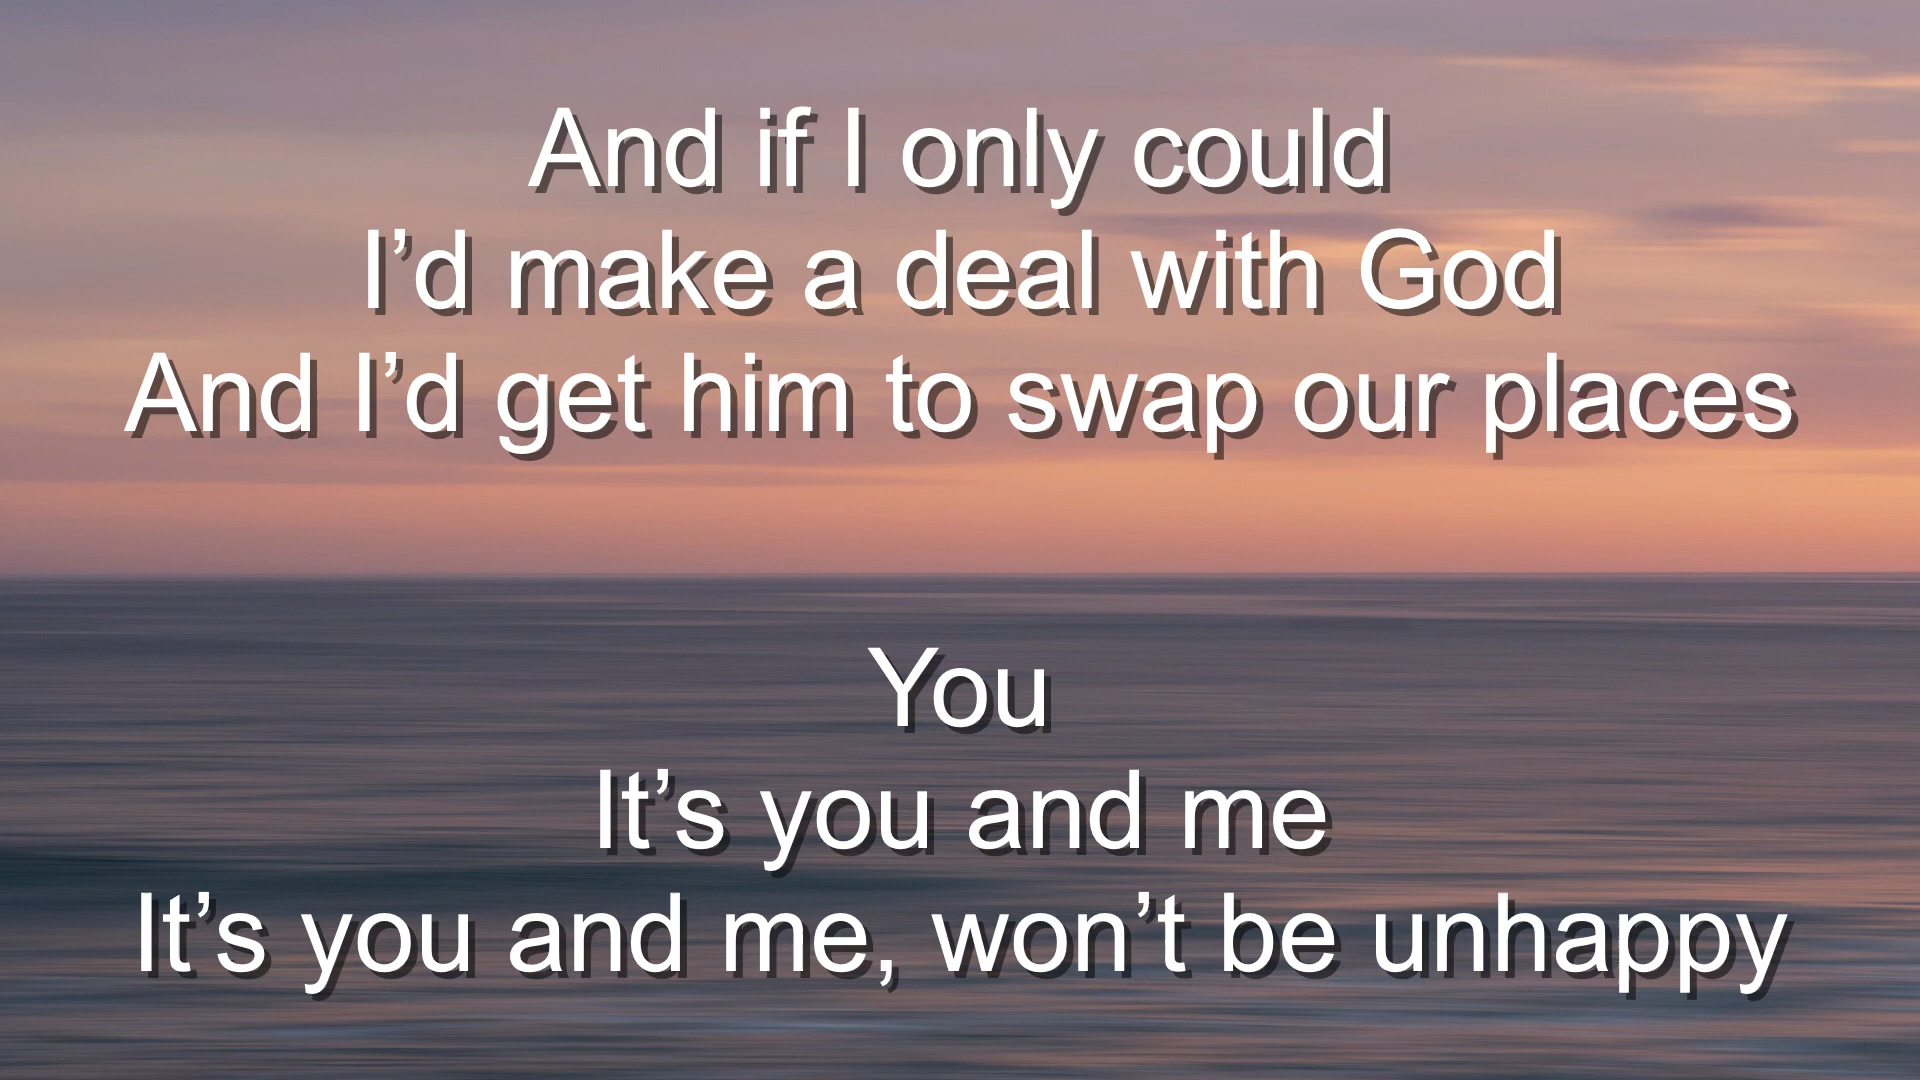 And if I only could
I’d make a deal with God
And I’d get him to swap our places
You
It’s you and me
It’s you and me, won’t be unhappy